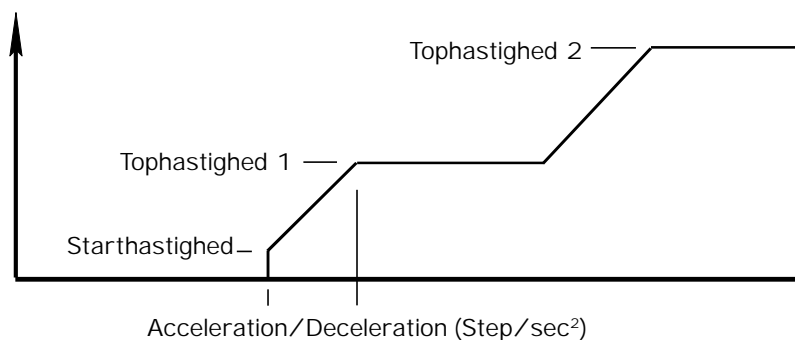 Tophastighed 2
Tophastighed 1
Starthastighed
Acceleration/Deceleration (Step/sec²)